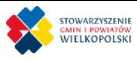 STOWARZYSZENIE
GMIN I POWIATÓW
WIELKOPOLSKI